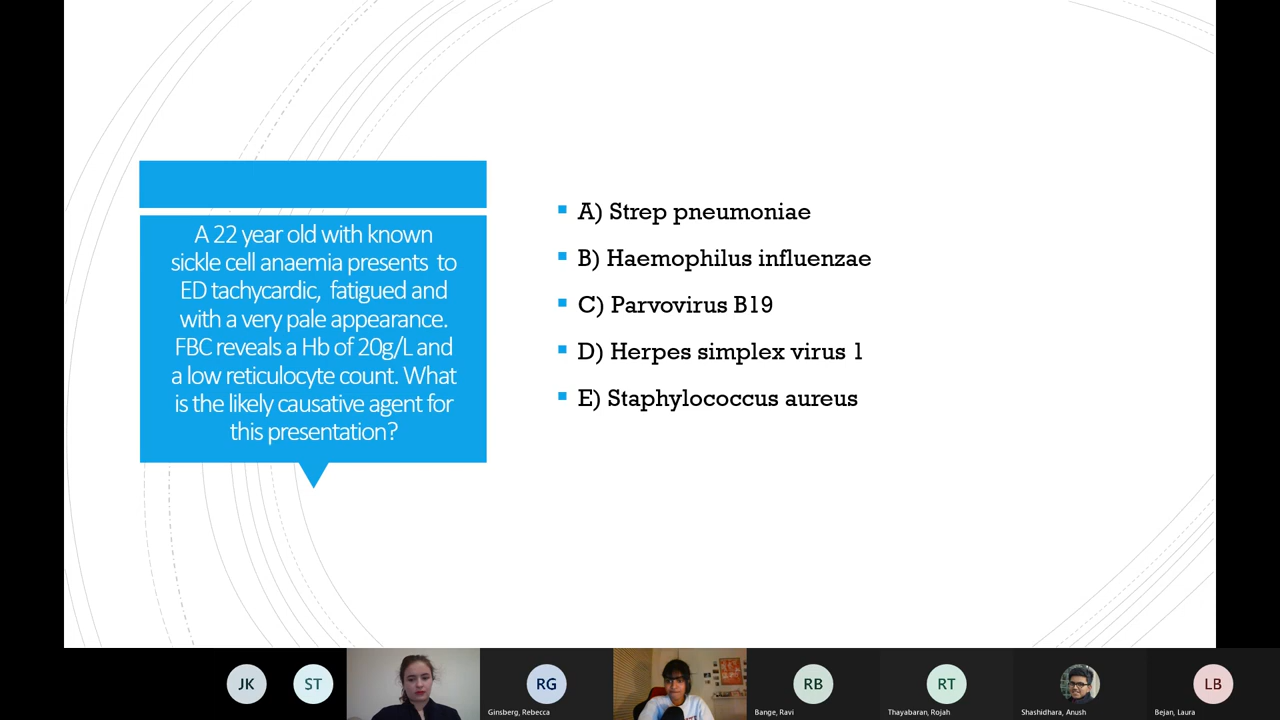 A 22 year old with known
sickle cell anaemia presents to
ED tachycardic, fatigued and
with a very pale appearance.
FBC reveals a Hb of 20g/L and
a low reticulocyte count. What
is the likely causative agent for
this presentation?
A) Strep pneumoniae
B) Haemophilus influenzae
C) Parvovirus B19
D) Herpes simplex virus 1
E) Staphylococcus aureus
JK
ST
RG
Ginsberg, Rebecca
RB
Bange, Ravi
RT
Thayabaran, Rojah
Shashidhara, Anush
LB
Bejan, Laura